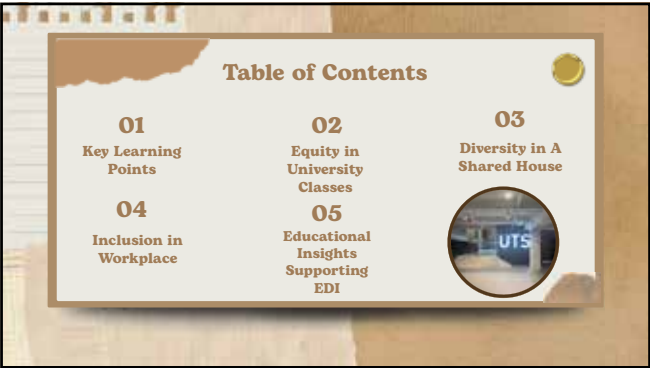 Table of Contents
01
Key Learning
Points
02
Equity in
University
Classes
03
Diversity in A
Shared House
04
Inclusion in
Workplace
05
Educational
Insights
Supporting
EDI
UTS